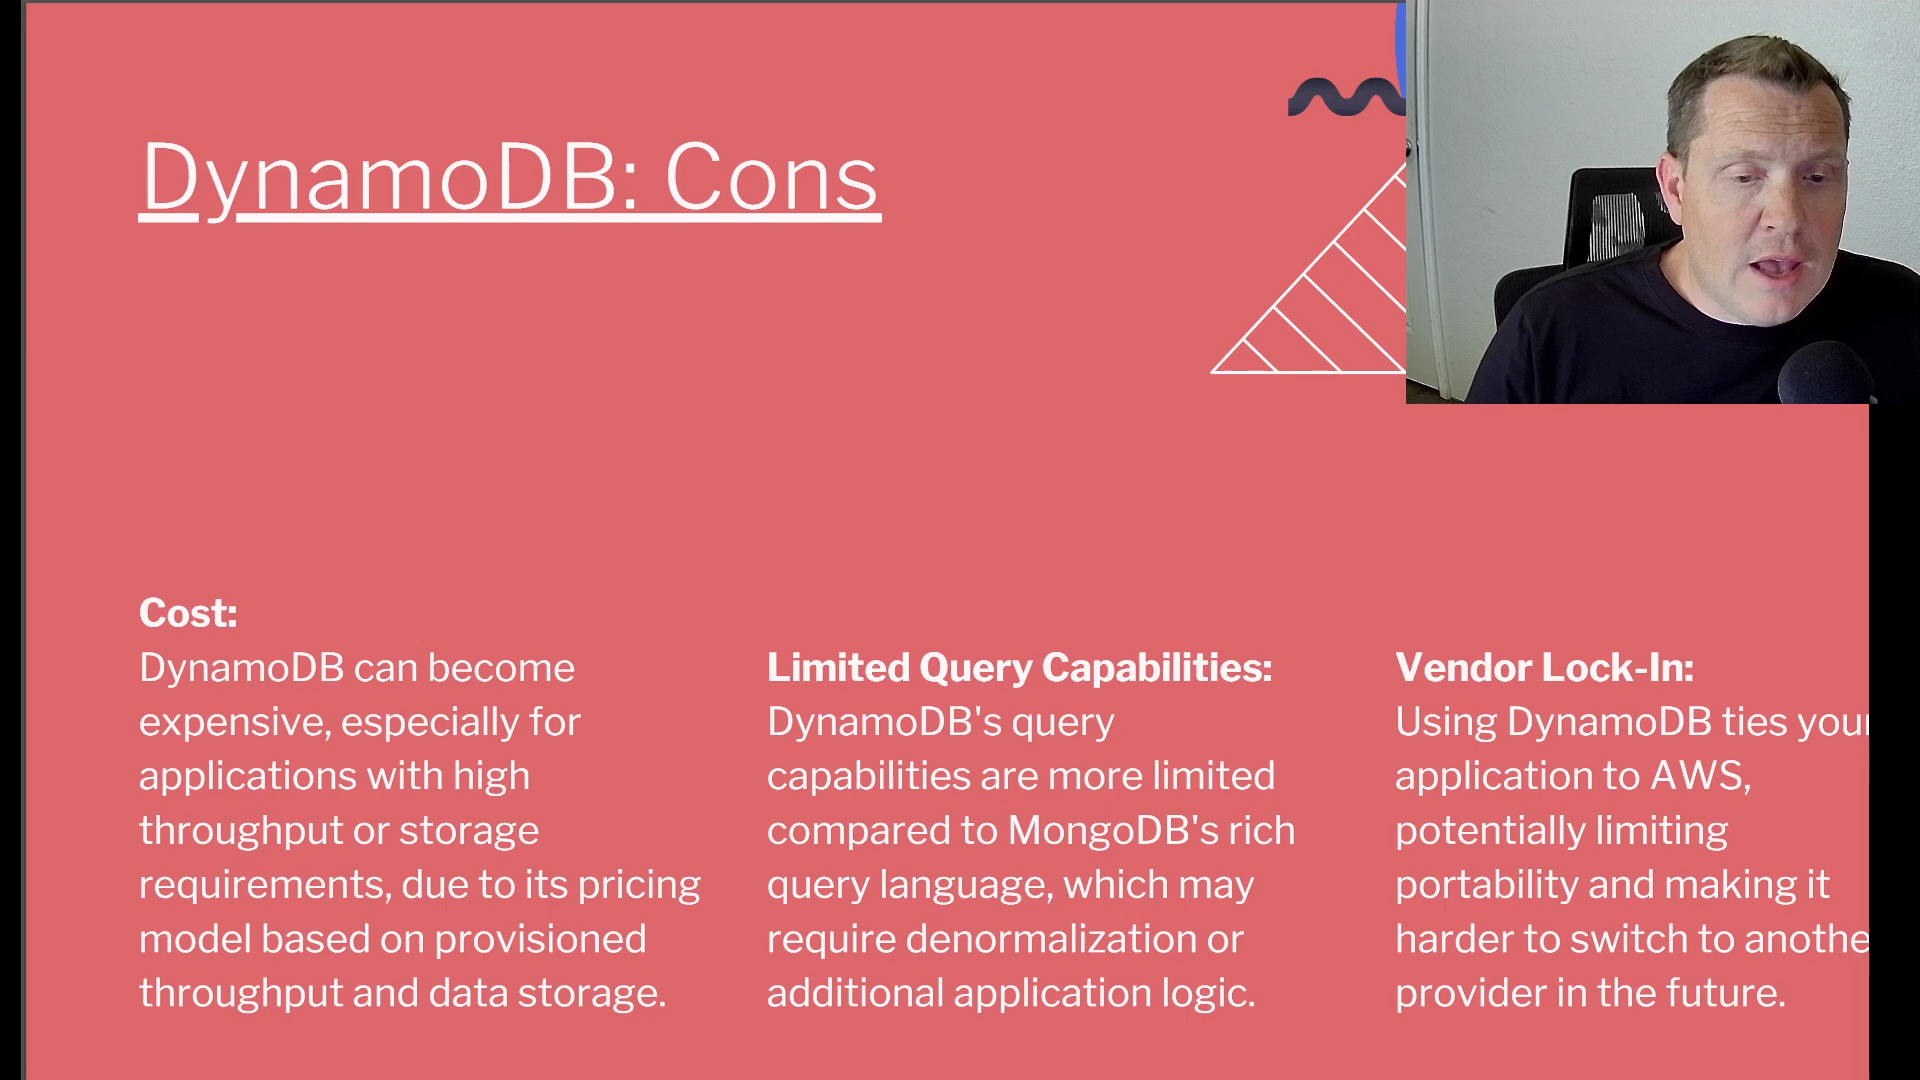 DynamoDB: Cons
Cost:
DynamoDB can become
expensive, especially for
applications with high
throughput or storage
requirements, due to its pricing
model based on provisioned
throughput and data storage.
Limited Query Capabilities:
DynamoDB's query
capabilities are more limited
compared to MongoDB's rich
query language, which may
require denormalization or
additional application logic.
Vendor Lock-In:
Using DynamoDB ties your
application to AWS,
potentially limiting
portability and making it
harder to switch to anothe
provider in the future.